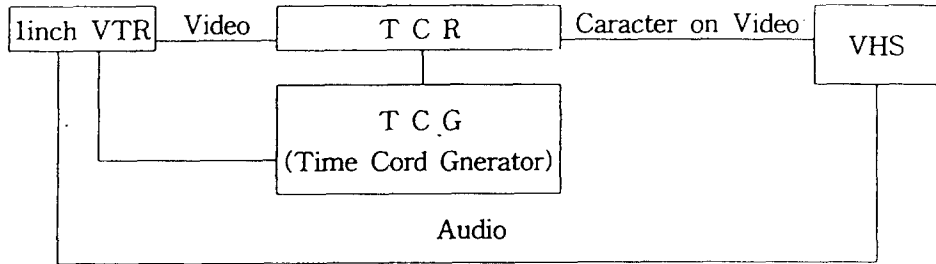 1inch VTR
Video
T C R
Caracter on Video
VHS
T C G
(Time Cord Gnerator)
Audio